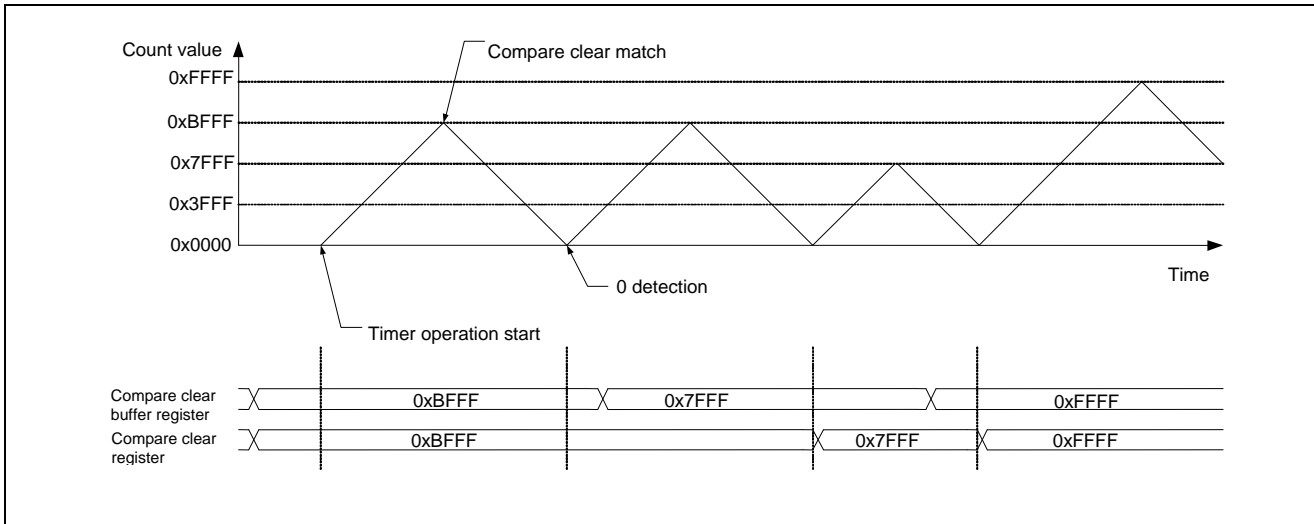 Count value
Compare clear match
0xFFFF
0xBFFF
0x7FFF
0x3FFF
0x0000
Time
0 detection
Timer operation start
Compare clear
buffer register
0xBFFF
0x7FFF
0xFFFF
Compare clear
register
0xBFFF
0x7FFF
0xFFFF